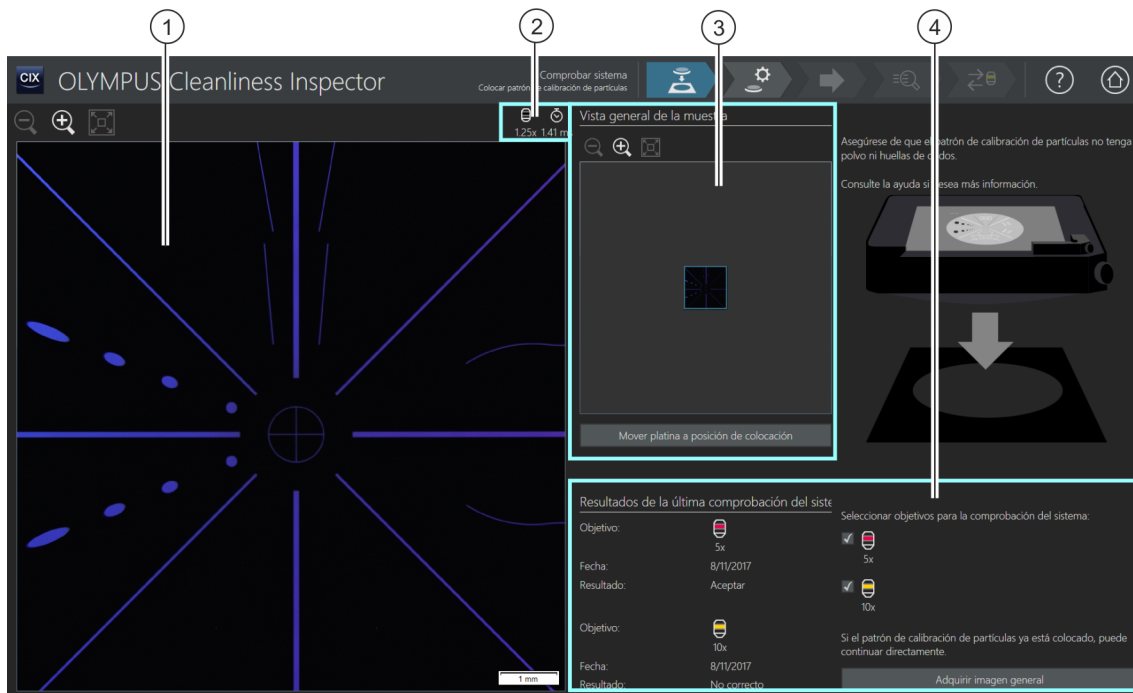 1
2
3
4
CIX
OLYMPUS Cleanliness Inspector
Comprobar sistema
Colocar patrón de calibración de partículas
?
1.25x 1.41 m
Vista general de la muestra
Mover platina a posición de colocación
Asegúrese de que el patrón de calibración de partículas no tenga
polvo ni huellas de dedos.
Consulte la ayuda si desea más información.
1 mm
Resultados de la última comprobación del siste
Objetivo:
5x
Fecha: 8/11/2017
Resultado: Aceptar
Objetivo:
10x
Fecha: 8/11/2017
Resultado: No correcto
Seleccionar objetivos para la comprobación del sistema:
5x
10x
Si el patrón de calibración de partículas ya está colocado, puede
continuar directamente.
Adquirir imagen general